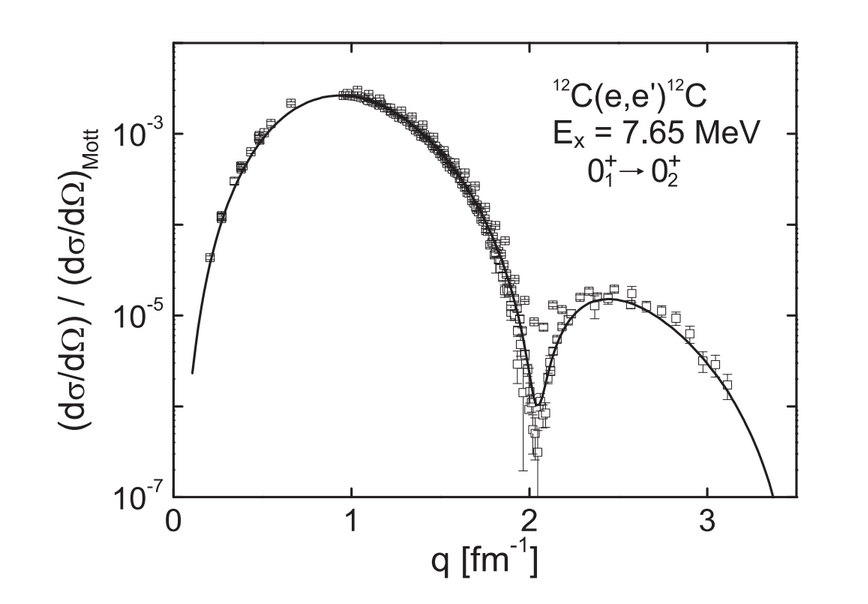 (dσ/dΩ) / (dσ/dΩ)Mott
10⁻³
10⁻⁵
10⁻⁷
¹²C(e,e')¹²C
Eₓ = 7.65 MeV
0₁⁺→ 0₂⁺
0 1 2 3
q [fm⁻¹]